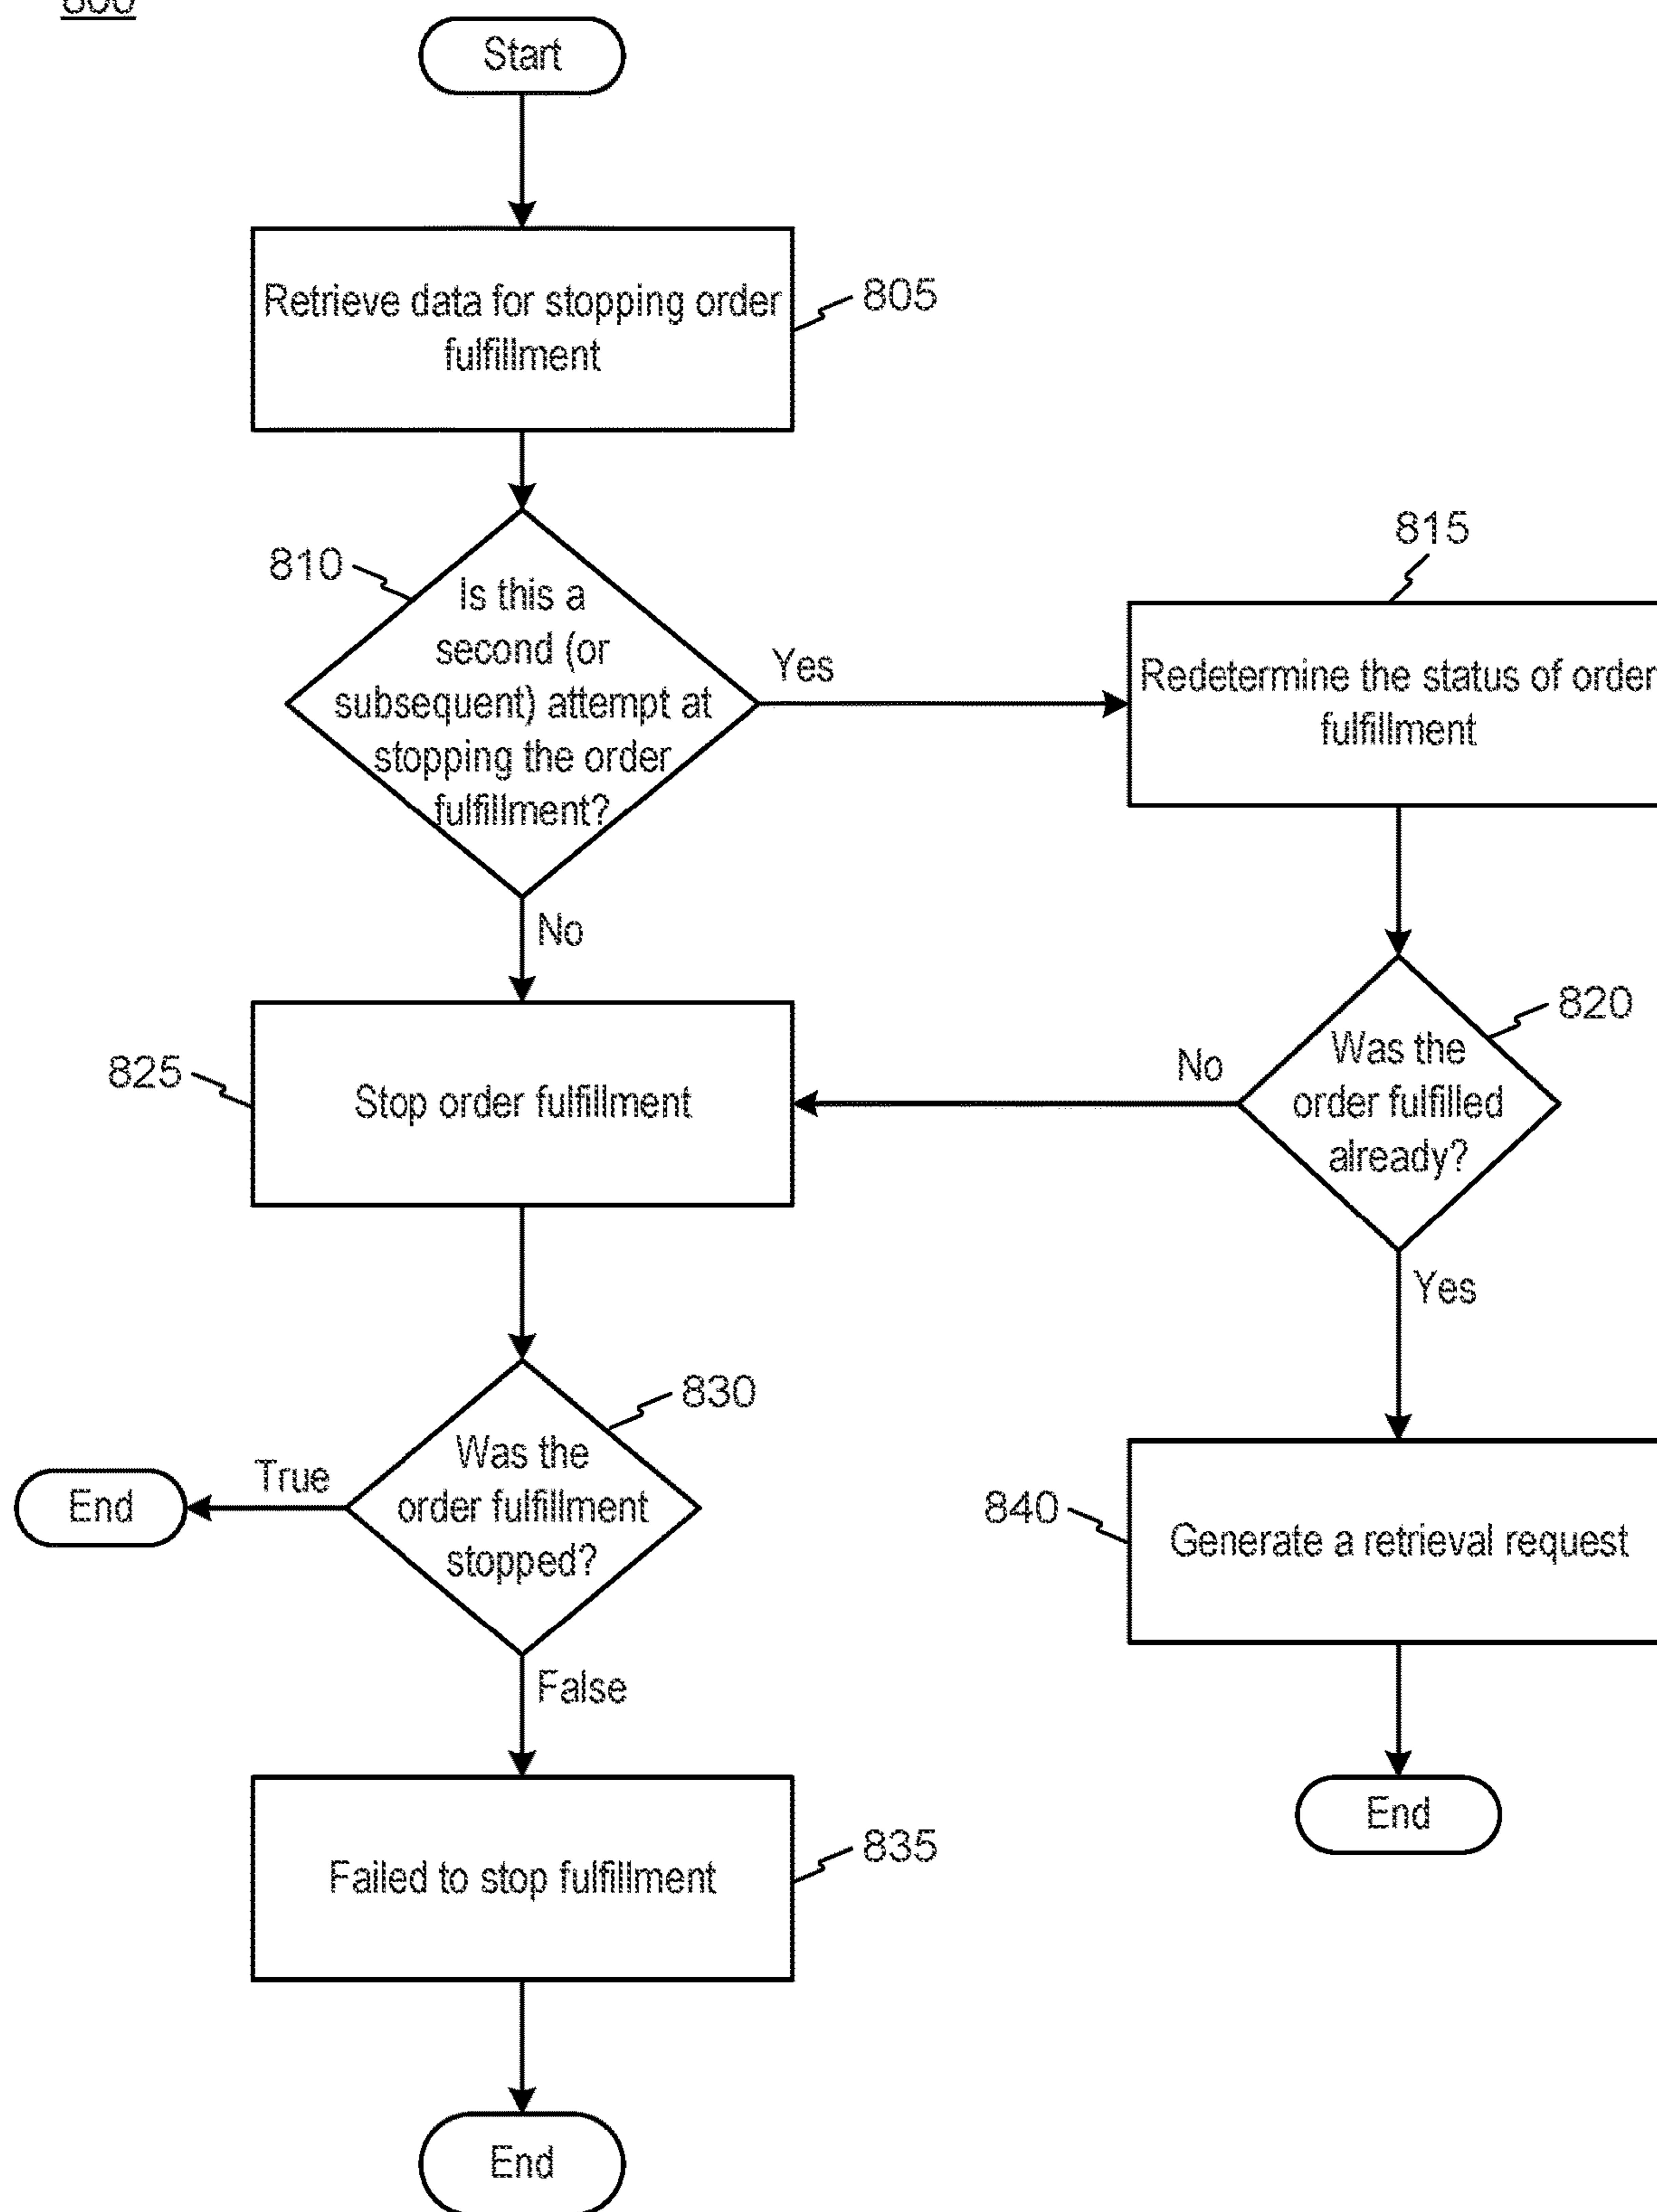 Start
Retrieve data for stopping order
fulfillment
805
810
Is this a
second (or
subsequent) attempt at
stopping the order
fulfillment?
Yes
815
Redetermine the status of order
fulfillment
No
825
Stop order fulfillment
No
820
Was the
order fulfilled
already?
Yes
830
Was the
order fulfillment
stopped?
True
End
840
Generate a retrieval request
False
835
Failed to stop fulfillment
End
End